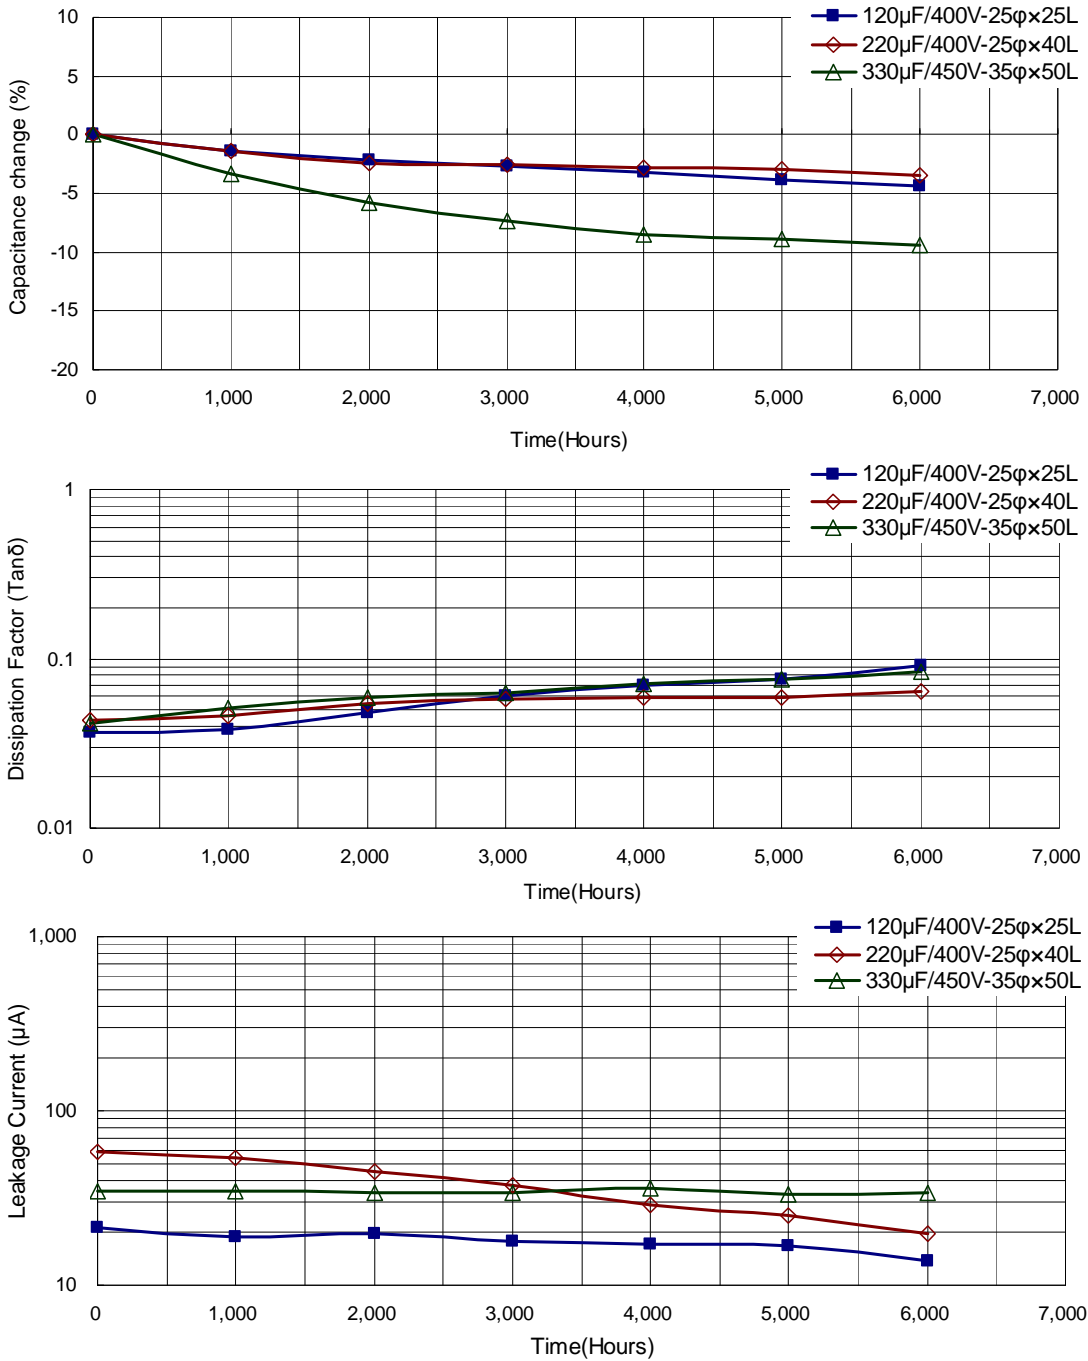 120μF/400V-25φ×25L
220μF/400V-25φ×40L
330μF/450V-35φ×50L
Capacitance change (%)
10
5
0
-5
-10
-15
-20
0 1,000 2,000 3,000 4,000 5,000 6,000 7,000
Time(Hours)
120μF/400V-25φ×25L
220μF/400V-25φ×40L
330μF/450V-35φ×50L
Dissipation Factor (Tanδ)
1
0.1
0.01
0 1,000 2,000 3,000 4,000 5,000 6,000 7,000
Time(Hours)
120μF/400V-25φ×25L
220μF/400V-25φ×40L
330μF/450V-35φ×50L
Leakage Current (μA)
1,000
100
10
0 1,000 2,000 3,000 4,000 5,000 6,000 7,000
Time(Hours)